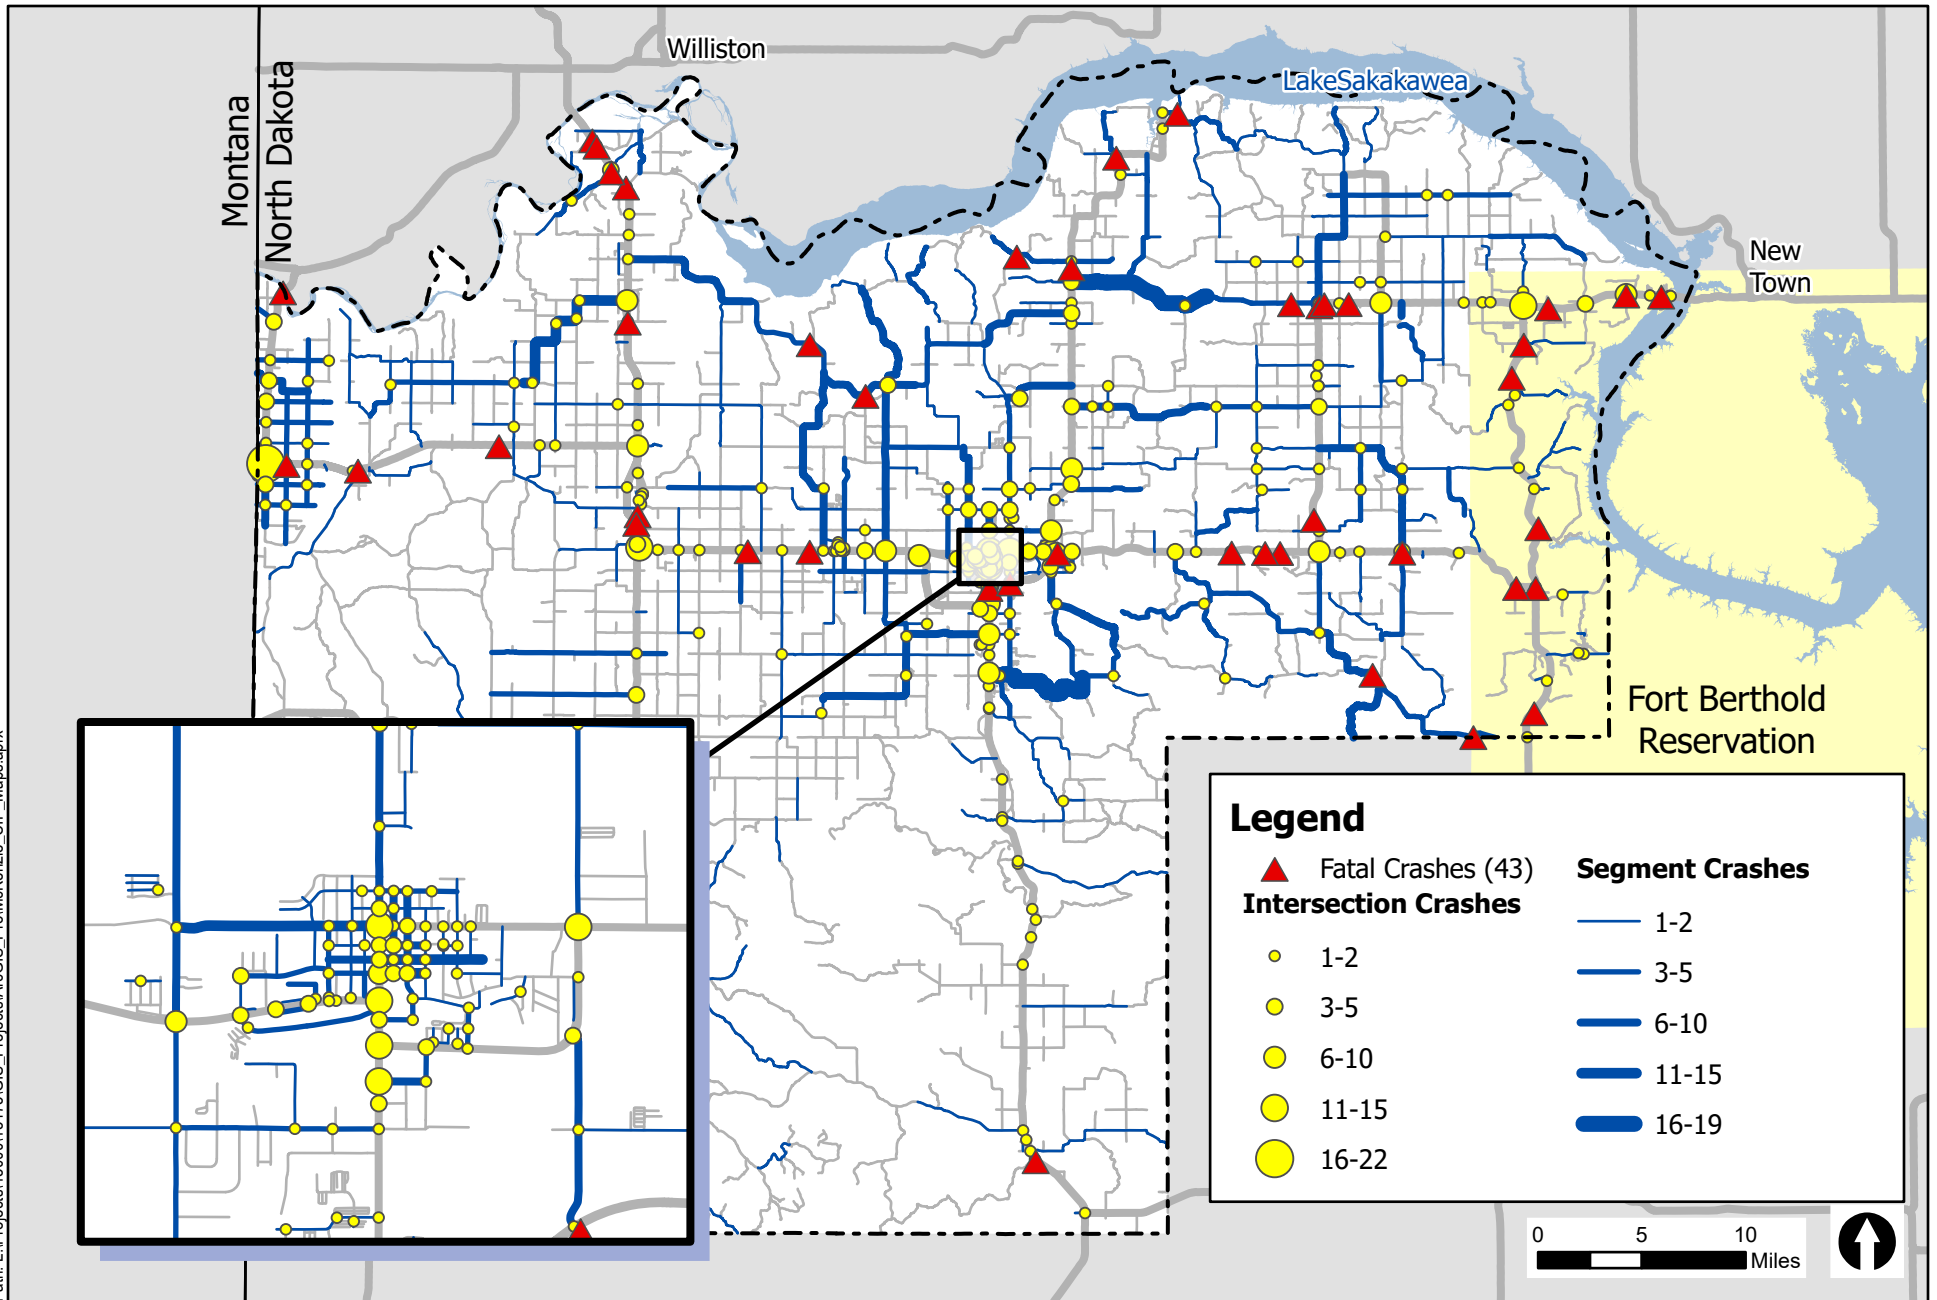 Williston
LakeSakakawea
Montana
North Dakota
New
Town
Fort Berthold
Reservation
Legend
Fatal Crashes (43)
Intersection Crashes
1-2
3-5
6-10
11-15
16-22
Segment Crashes
1-2
3-5
6-10
11-15
16-19
0 5 10
Miles